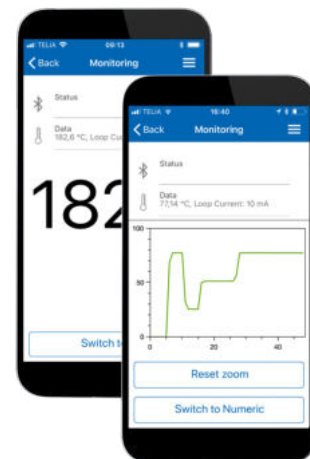 TELIA
09:13
Back
Monitoring
Status
Data
182,6 °C, Loop Cu
182
Switch to
TELIA
16:40
Back
Monitoring
Status
Data
77,14 °C, Loop Current: 10 mA
100
50
0
0
20
40
Reset zoom
Switch to Numeric